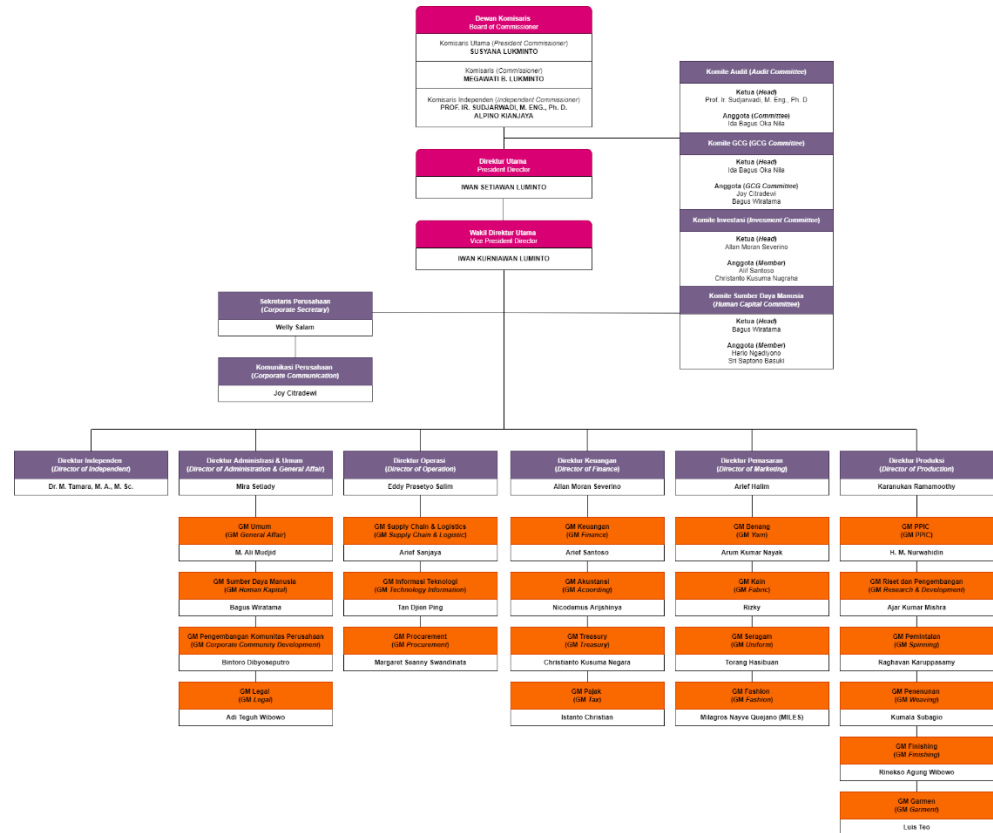 Dewan Komisaris
Board of Commissioner
Komisaris Utama (President Commissioner)
SUSYANA LUKMINTO
Komisaris (Commissioner)
MEGAWATI B. LUKMINTO
Komisaris Independen (Independent Commissioner)
PROF. IR. SUDJARWADI, M. ENG., Ph. D.
ALPINO KIANJAYA
Komite Audit (Audit Committee)
Ketua (Head)
Prof. Ir. Sudjarwadi, M. Eng., Ph. D
Anggota (Committee)
Ida Bagus Oka Nila
Komite GCG (GCG Committee)
Ketua (Head)
Ida Bagus Oka Nila
Anggota (GCG Committee)
Joy Citradewi
Bagus Wiratama
Komite Investasi (Invesment Committee)
Ketua (Head)
Allan Moran Severino
Anggota (Member)
Alif Santoso
Christanto Kusuma Nugraha
Komite Sumber Daya Manusia
(Human Capital Committee)
Ketua (Head)
Bagus Wiratama
Anggota (Member)
Hario Ngadiyono
Sri Saptono Basuki
Direktur Utama
President Director
IWAN SETIAWAN LUMINTO
Wakil Direktur Utama
Vice President Director
IWAN KURNIAWAN LUMINTO
Sekretaris Perusahaan
(Corporate Secretary)
Welly Salam
Komunikasi Perusahaan
(Corporate Communication)
Joy Citradewi
Direktur Independen
(Director of Independent)
Dr. M. Tamara, M. A., M. Sc.
Direktur Administrasi & Umum
(Director of Administration & General Affair)
Mira Setiady
GM Umum
(GM General Affair)
M. Ali Mudjid
GM Sumber Daya Manusia
(GM Human Kapital)
Bagus Wiratama
GM Pengembangan Komunitas Perusahaan
(GM Corporate Community Development)
Bintoro Dibyoseputro
GM Legal
(GM Legal)
Adi Teguh Wibowo
Direktur Operasi
(Director of Operation)
Eddy Prasetyo Salim
GM Supply Chain & Logistics
(GM Supply Chain & Logistic)
Arief Sanjaya
GM Informasi Teknologi
(GM Technology Information)
Tan Djien Ping
GM Procurement
(GM Procurement)
Margaret Seanny Swandinata
Direktur Keuangan
(Director of Finance)
Allan Moran Severino
GM Keuangan
(GM Finance)
Arief Santoso
GM Akuntansi
(GM Acoording)
Nicodemus
GM Treasury
(GM Treasury)
Christianto Kusuma Negara
GM Pajak
(GM Tax)
Istanto Christian
Direktur Pemasaran
(Director of Marketing)
Arief Halim
GM Benang
(GM Yarn)
Arum Kumar Nayak
GM Kain
(GM Fabric)
Rizky
GM Seragam
(GM Uniform)
Torang Hasibuan
GM Fashion
(GM Fashion)
Milagros Nayve Quejano (MILES)
Direktur Produksi
(Director of Production)
Karanukan Ramamoothy
GM PPIC
(GM PPIC)
H. M. Nurwahidin
GM Riset dan Pengembangan
(GM Research & Development)
Ajar Kumar Mishra
GM Pemintalan
(GM Spinning)
Raghavan Karuppasamy
GM Penenunan
(GM Weaving)
Kumala Subagio
GM Finishing
(GM Finishing)
Rinekso Agung Wibowo
GM Garmen
(GM Garment)
Luis Teo